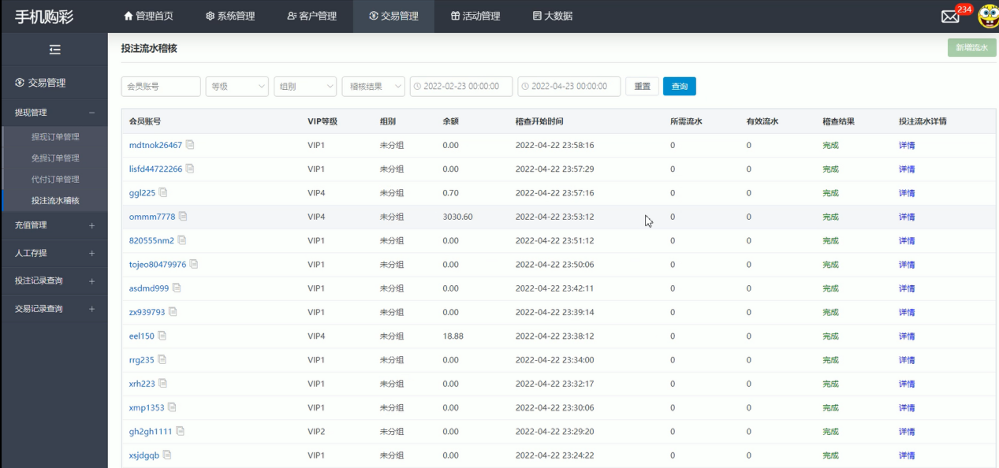 手机购彩 管理首页 系统管理 客户管理 交易管理 活动管理 大数据 234
投注流水稽核 新增流水
交易管理
会员账号 等级 组别 稽核结果 2022-02-23 00:00:00 2022-04-23 00:00:00 重置 查询
提现管理
提现订单管理
免提订单管理
代付订单管理
投注流水稽核
充值管理
人工存提
投注记录查询
交易记录查询
会员账号 VIP等级 组别 余额 稽查开始时间 所需流水 有效流水 稽查结果 投注流水详情
mdtnok26467 VIP1 未分组 0.00 2022-04-22 23:58:16 0 0 完成 详情
lisfd44722266 VIP1 未分组 0.00 2022-04-22 23:57:29 0 0 完成 详情
ggl225 VIP4 未分组 0.70 2022-04-22 23:57:16 0 0 完成 详情
ommm7778 VIP4 未分组 3030.60 2022-04-22 23:53:12 0 0 完成 详情
820555nm2 VIP1 未分组 0.00 2022-04-22 23:51:12 0 0 完成 详情
tojeo80479976 VIP1 未分组 0.00 2022-04-22 23:50:06 0 0 完成 详情
asdmd999 VIP1 未分组 0.00 2022-04-22 23:42:11 0 0 完成 详情
zx939793 VIP1 未分组 0.00 2022-04-22 23:39:14 0 0 完成 详情
eel150 VIP4 未分组 18.88 2022-04-22 23:38:12 0 0 完成 详情
rrg235 VIP1 未分组 0.00 2022-04-22 23:34:00 0 0 完成 详情
xrh223 VIP1 未分组 0.00 2022-04-22 23:32:17 0 0 完成 详情
xmp1353 VIP1 未分组 0.00 2022-04-22 23:30:06 0 0 完成 详情
gh2gh1111 VIP2 未分组 0.00 2022-04-22 23:29:20 0 0 完成 详情
xsjdgqb VIP1 未分组 0.00 2022-04-22 23:24:22 0 0 完成 详情